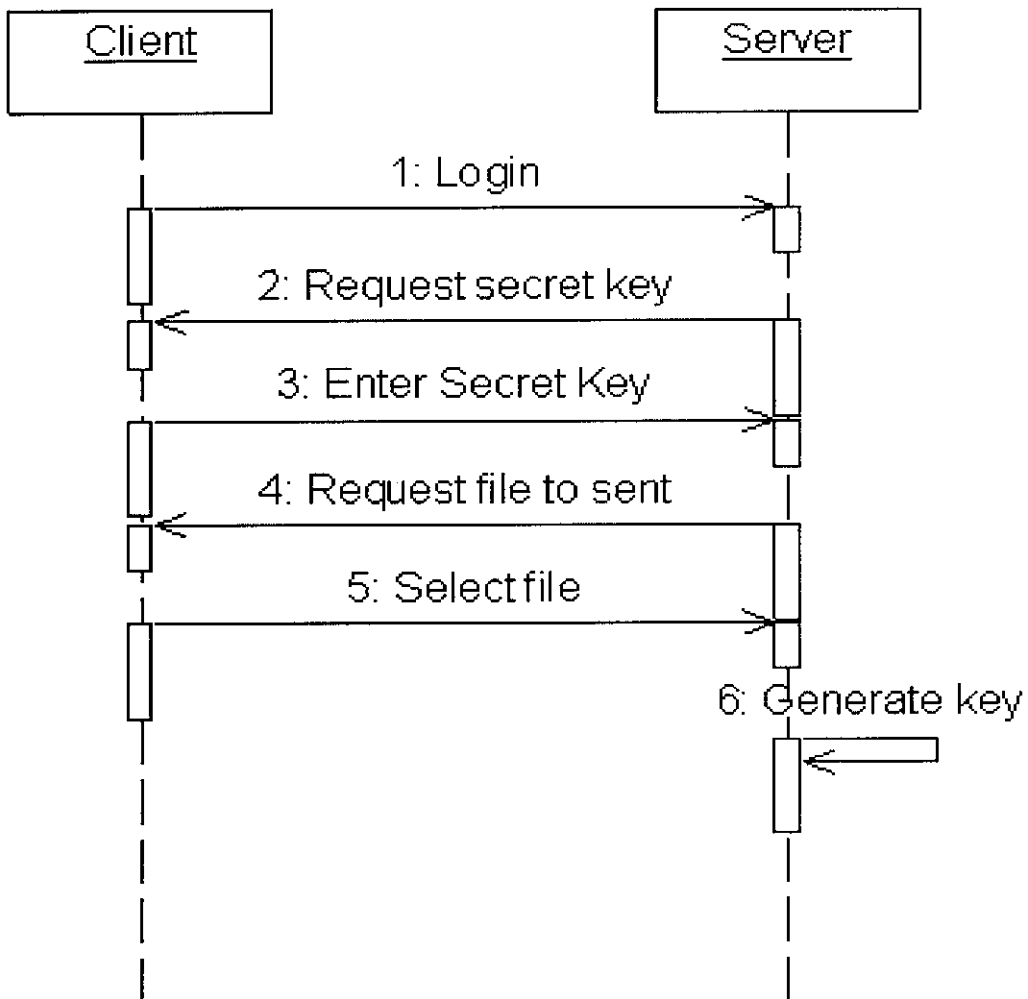 Client
Server
1: Login
2: Request secret key
3: Enter Secret Key
4: Request file to sent
5: Select file
6: Generate key